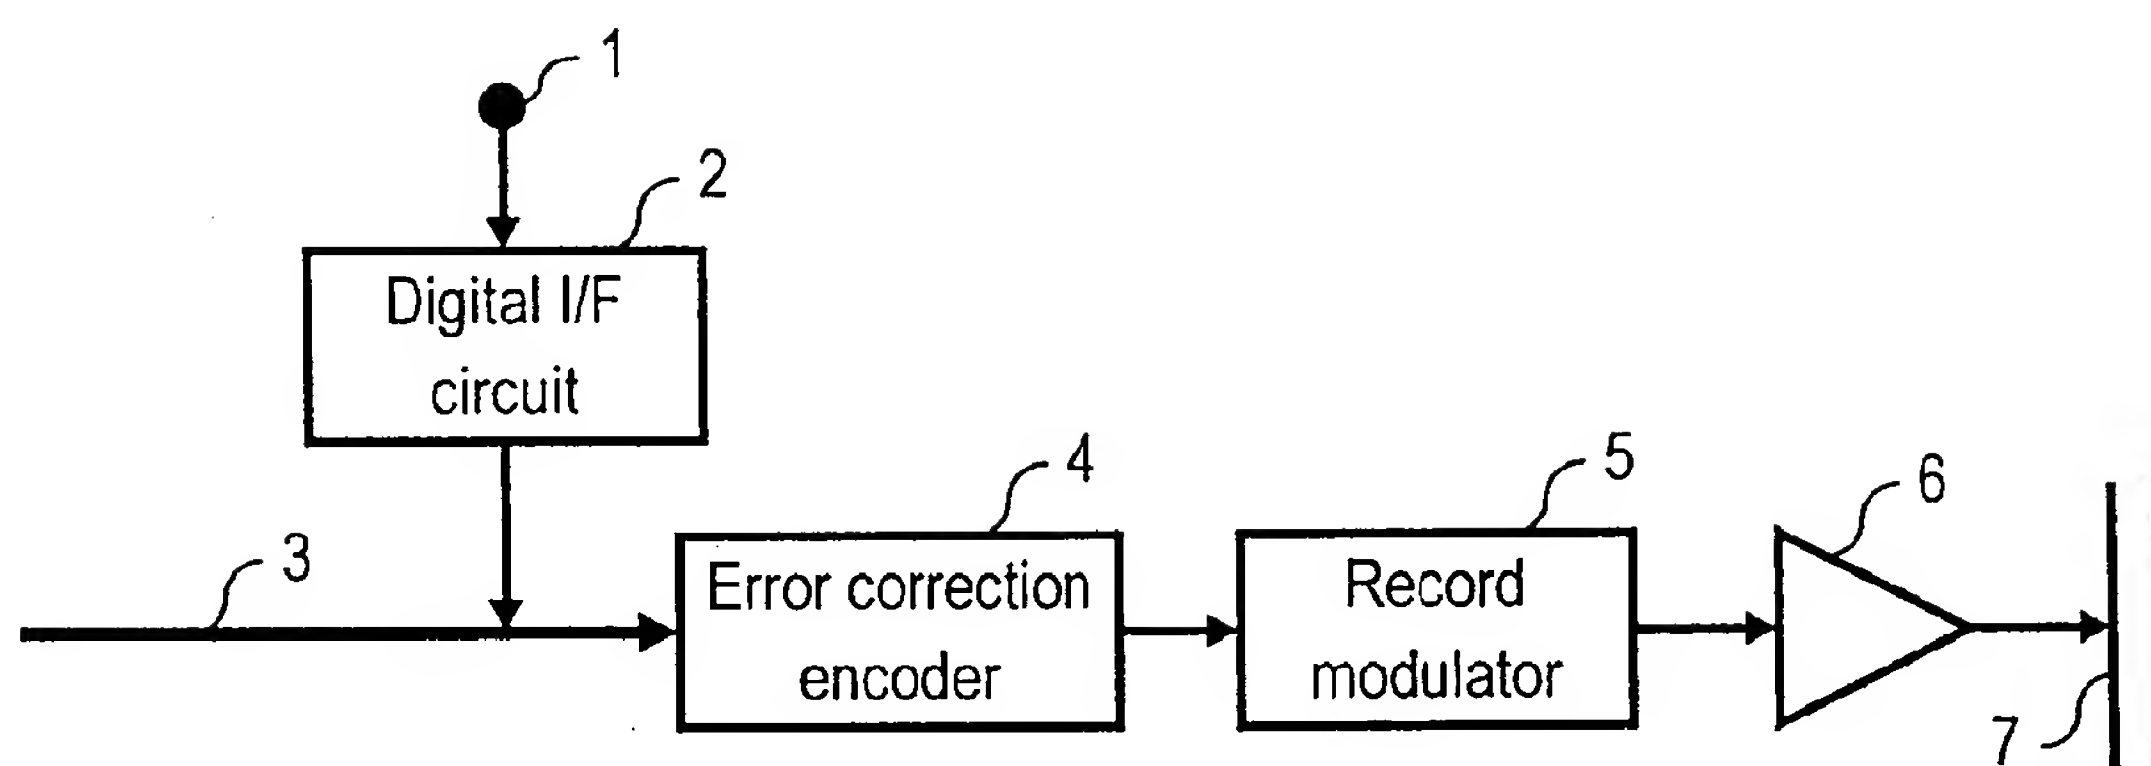 1
2
Digital I/F
circuit
3
4
Error correction
encoder
5
Record
modulator
6
7